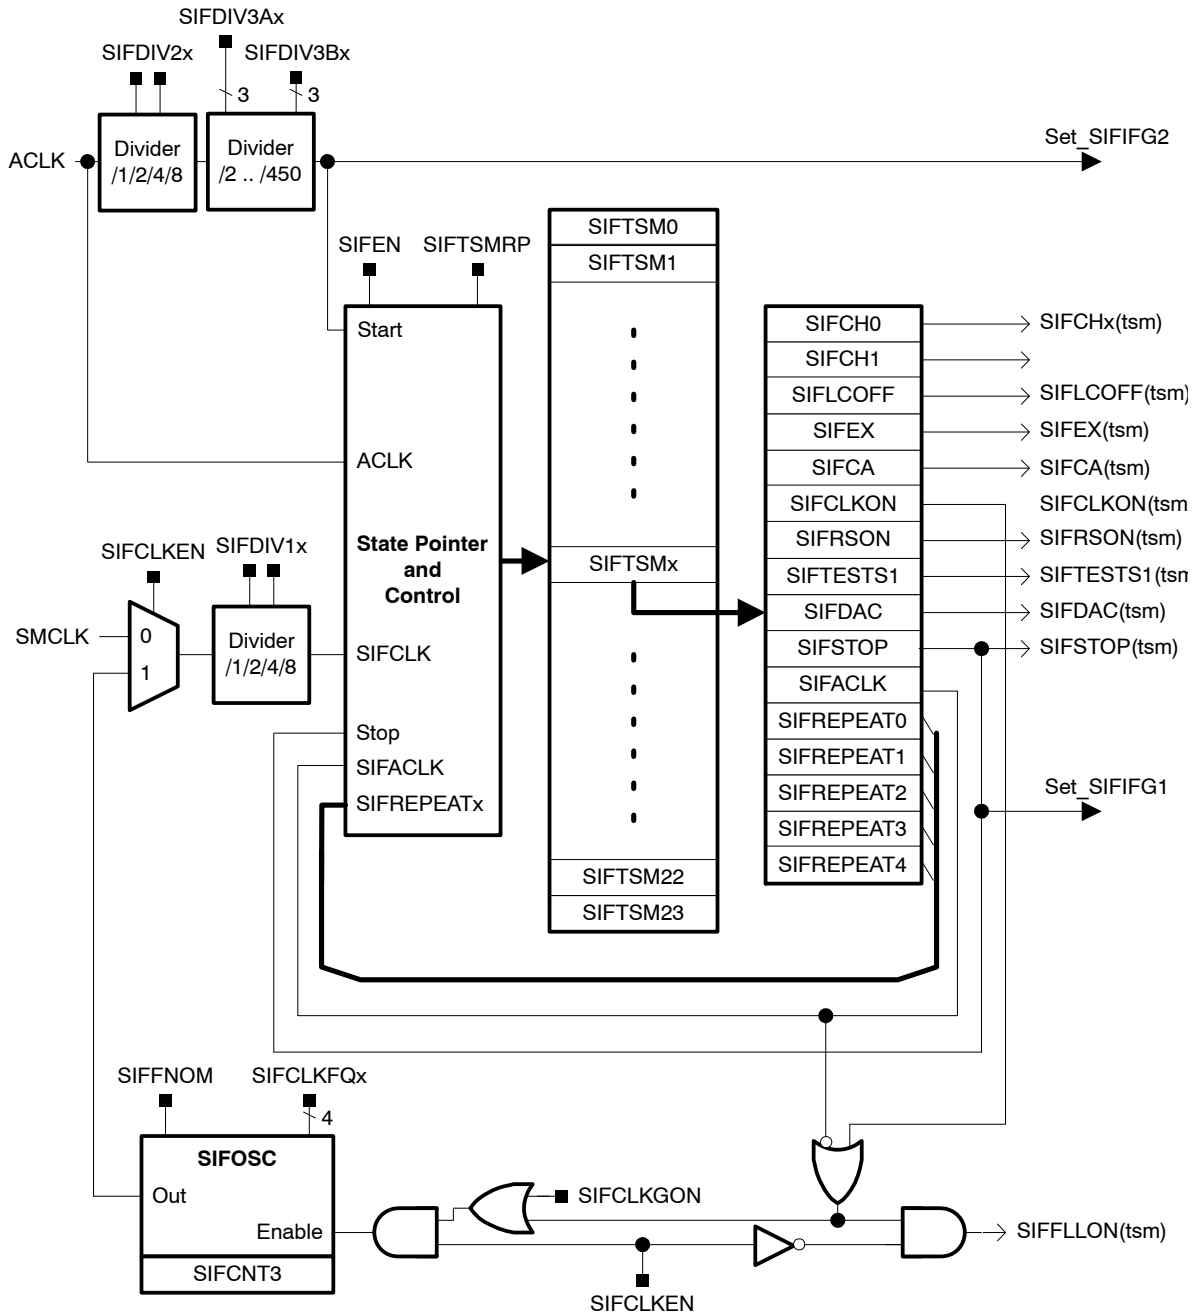 SIFDIV3Ax
SIFDIV2x
SIFDIV3Bx
3
3
ACLK
Divider
/1/2/4/8
Divider
/2 .. /450
Set_SIFIFG2
SIFEN
SIFTSMRP
SIFTSM0
SIFTSM1
Start
ACLK
State Pointer
and
Control
SIFCLK
Stop
SIFACLK
SIFREPEATx
SIFTSMx
SIFTSM22
SIFTSM23
SIFCH0
SIFCHx(tsm)
SIFCH1
SIFLCOFF
SIFLCOFF(tsm)
SIFEX
SIFEX(tsm)
SIFCA
SIFCA(tsm)
SIFCLKON
SIFCLKON(tsm
SIFRSON
SIFRSON(tsm)
SIFTESTS1
SIFTESTS1(tsm
SIFDAC
SIFDAC(tsm)
SIFSTOP
SIFSTOP(tsm)
SIFACLK
SIFREPEAT0
SIFREPEAT1
SIFREPEAT2
SIFREPEAT3
SIFREPEAT4
Set_SIFIFG1
SIFCLKEN
SIFDIV1x
SMCLK
0
1
Divider
/1/2/4/8
SIFFNOM
SIFCLKFQx
4
SIFOSC
Out
Enable
SIFCNT3
SIFCLKGON
SIFCLKEN
SIFFLLON(tsm)